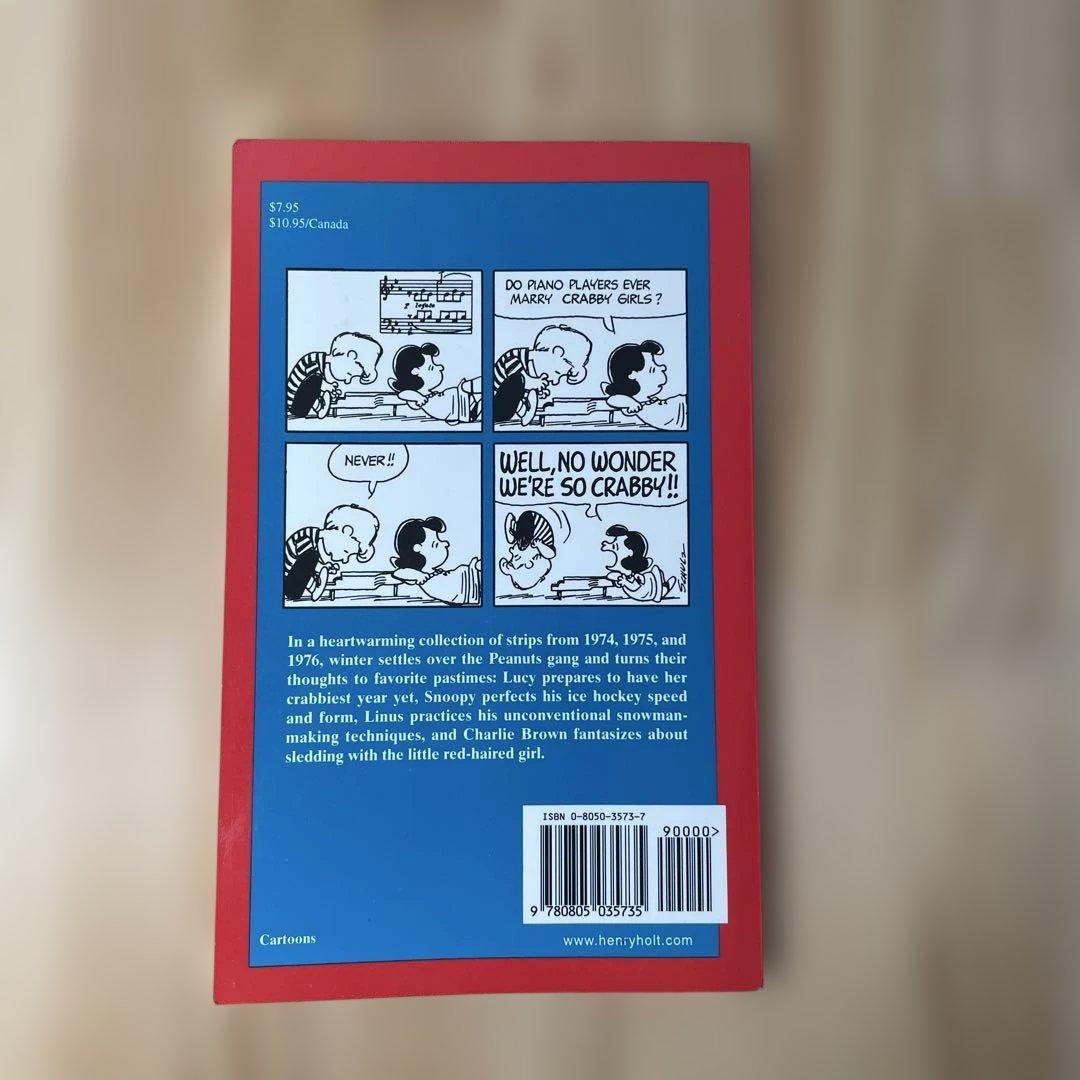 $7.95
$10.95/Canada
DO PIANO PLAYERS EVER
MARRY CRABBY GIRLS?
NEVER!!
WELL, NO WONDER
WE'RE SO CRABBY!!
SCHULZ
In a heartwarming collection of strips from 1974, 1975, and
1976, winter settles over the Peanuts gang and turns their
thoughts to favorite pastimes: Lucy prepares to have her
crabbiest year yet, Snoopy perfects his ice hockey speed
and form, Linus practices his unconventional snowman-
making techniques, and Charlie Brown fantasizes about
sledding with the little red-haired girl.
ISBN 0-8050-3573-7
90000>
9 780805 035735
Cartoons
www.henryholt.com